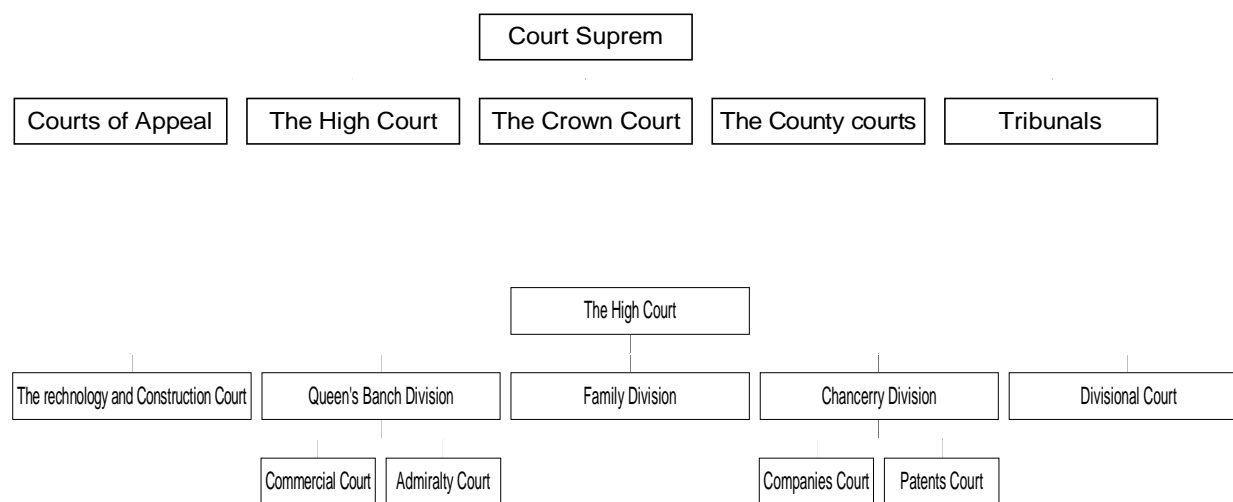 Court Suprem
Courts of Appeal
The High Court
The Crown Court
The County courts
Tribunals
The High Court
The rechnology and Construction Court
Queen's Banch Division
Family Division
Chancerry Division
Divisional Court
Commercial Court
Admiralty Court
Companies Court
Patents Court